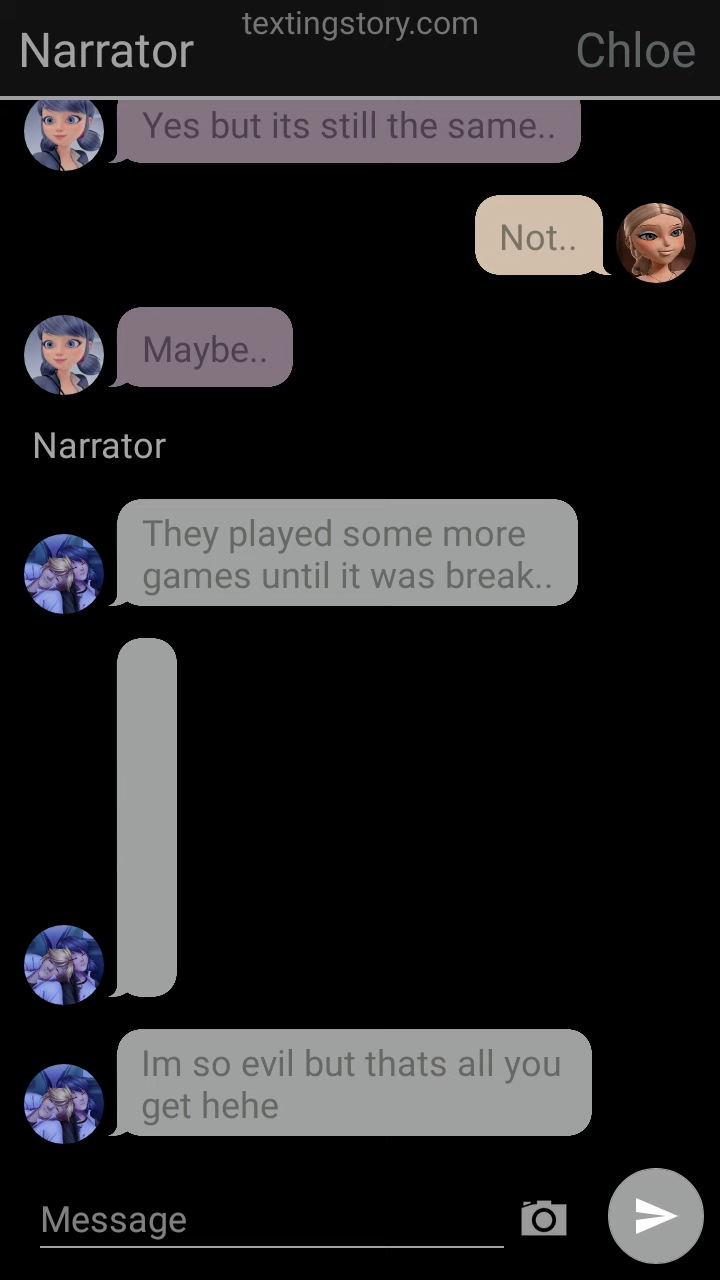 textingstory.com
Narrator
Chloe
Yes but its still the same..
Not..
Maybe..
Narrator
They played some more
games until it was break..
Im so evil but thats all you
get hehe
Message